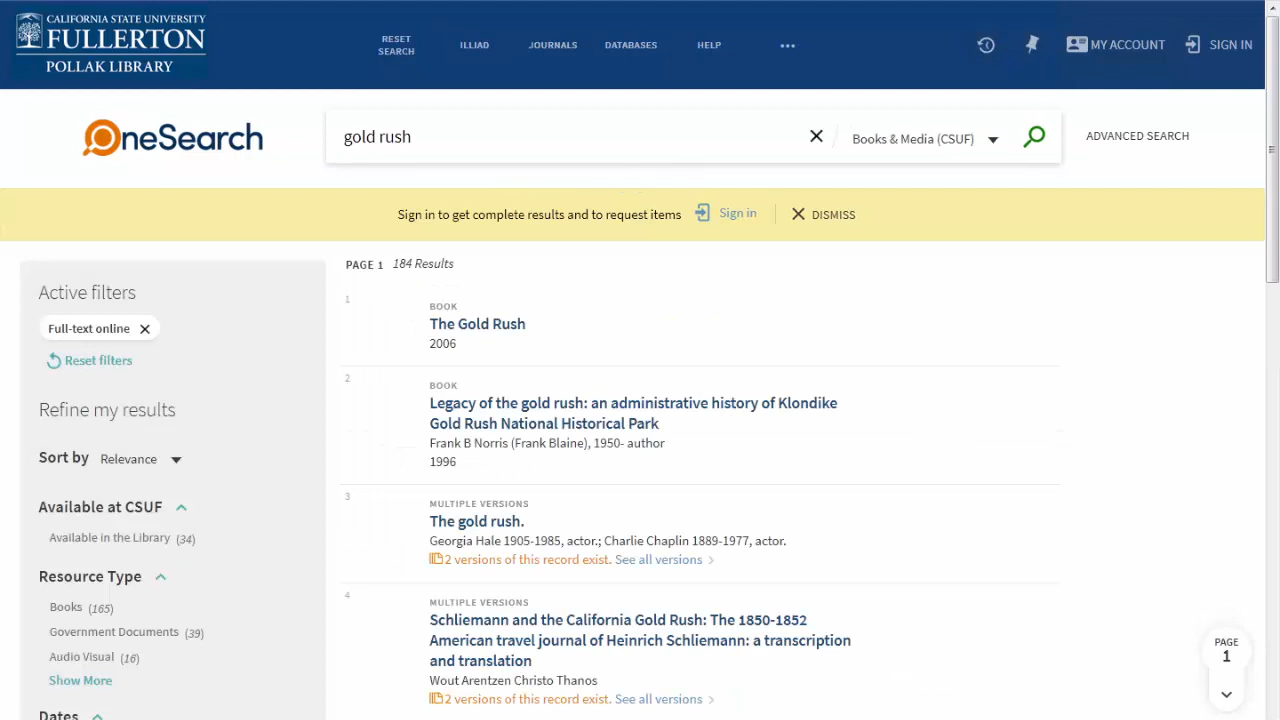 CALIFORNIA STATE UNIVERSITY
FULLERTON
POLLAK LIBRARY
RESET SEARCH
ILLIAD
JOURNALS
DATABASES
HELP
•••
MY ACCOUNT
SIGN IN
OneSearch
gold rush
Books & Media (CSUF)
ADVANCED SEARCH
Sign in to get complete results and to request items
Sign in
DISMISS
Active filters
Full-text online
Reset filters
Refine my results
Sort by Relevance
Available at CSUF
Available in the Library (34)
Resource Type
Books (165)
Government Documents (39)
Audio Visual (16)
Show More
Dates
PAGE 1 184 Results
1
BOOK
The Gold Rush
2006
2
BOOK
Legacy of the gold rush: an administrative history of Klondike
Gold Rush National Historical Park
Frank B Norris (Frank Blaine), 1950- author
1996
3
MULTIPLE VERSIONS
The gold rush.
Georgia Hale 1905-1985, actor.; Charlie Chaplin 1889-1977, actor.
2 versions of this record exist. See all versions
4
MULTIPLE VERSIONS
Schliemann and the California Gold Rush: The 1850-1852
American travel journal of Heinrich Schliemann: a transcription
and translation
Wout Arentzen Christo Thanos
2 versions of this record exist. See all versions
PAGE
1